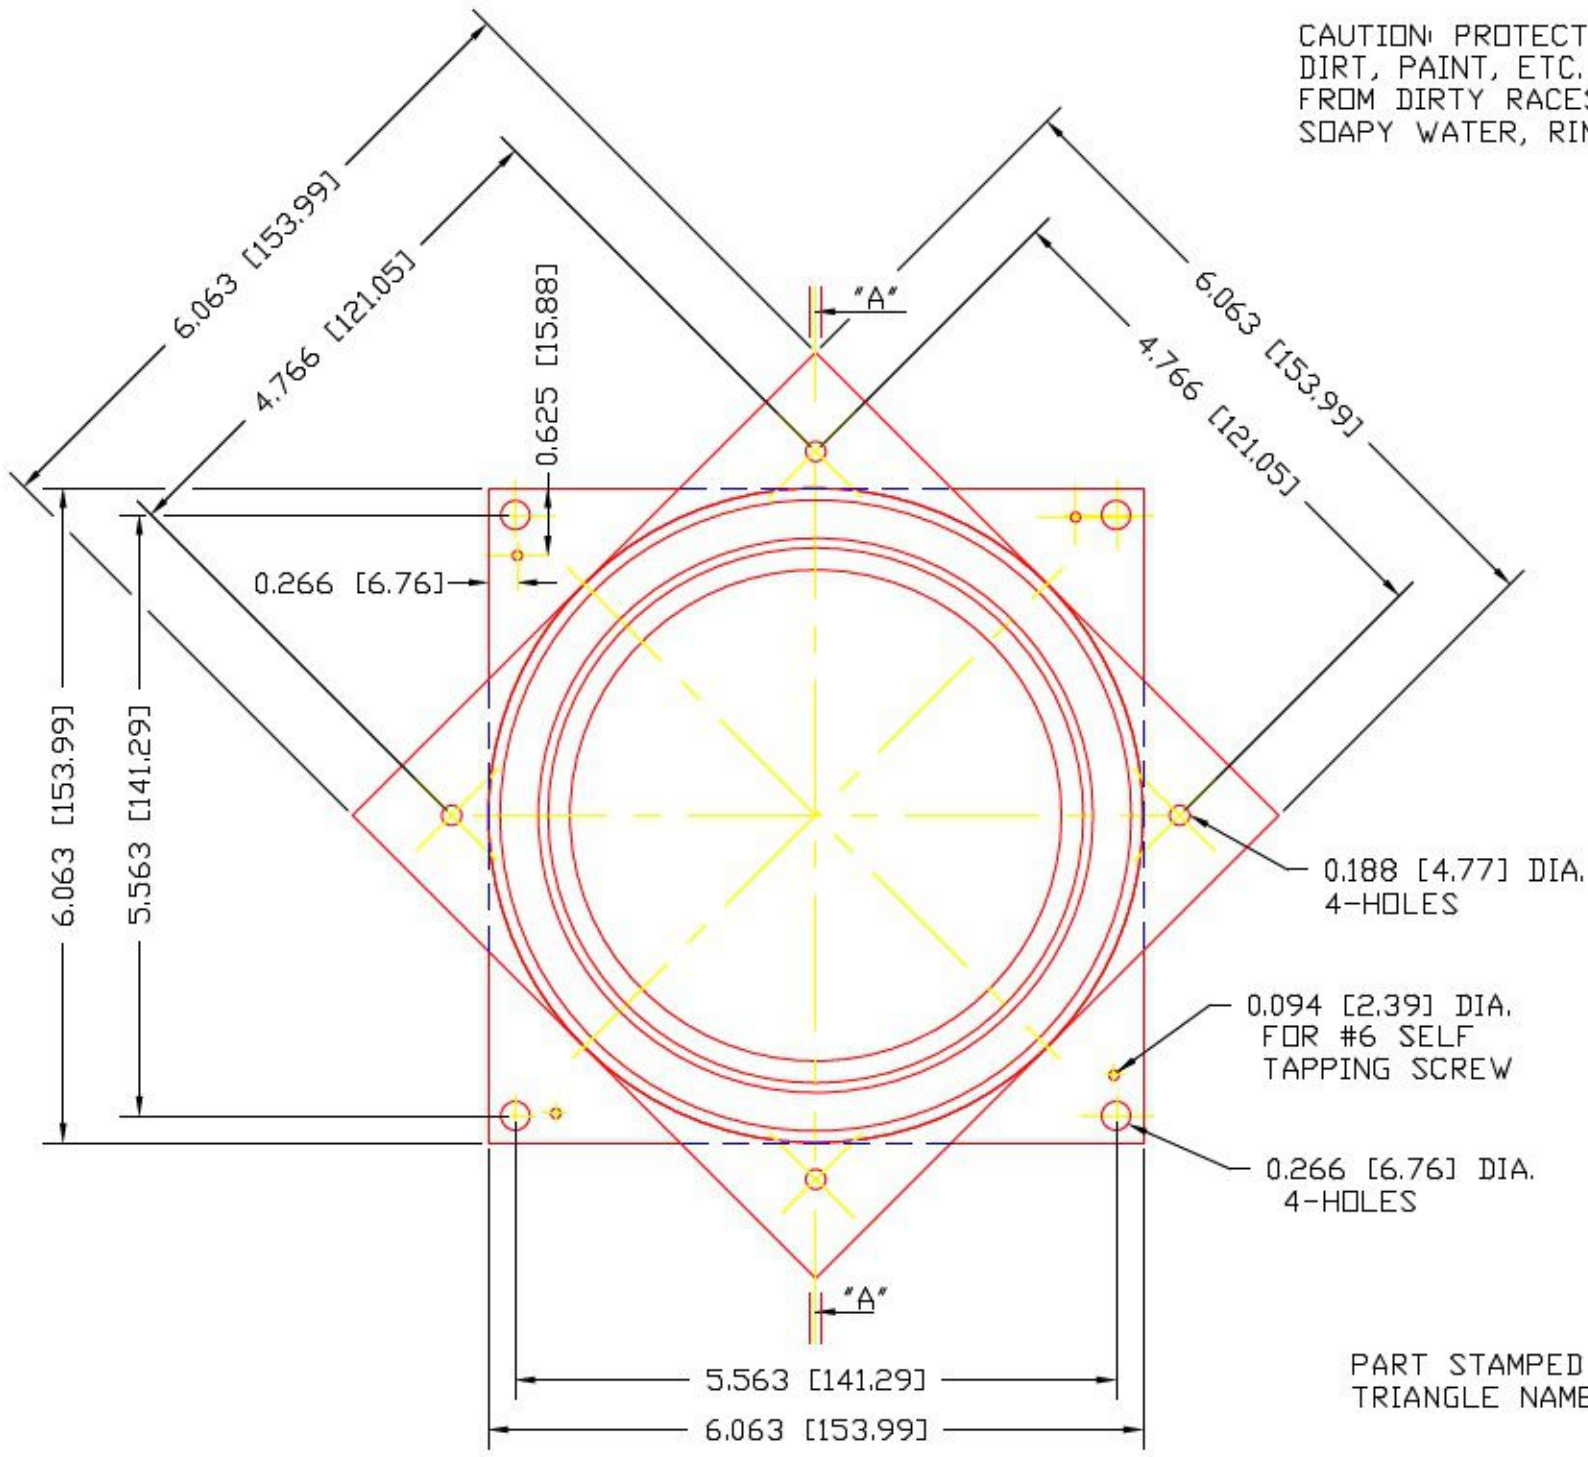 CAUTION: PROTECT
DIRT, PAINT, ETC.
FROM DIRTY RACES
SOAPY WATER, RIN
6.063 [153.99]
4.766 [121.05]
0.625 [15.88]
"A"
6.063 [153.99]
4.766 [121.05]
0.266 [6.76]
6.063 [153.99]
5.563 [141.29]
0.188 [4.77] DIA.
4-HOLES
0.094 [2.39] DIA.
FOR #6 SELF
TAPPING SCREW
0.266 [6.76] DIA.
4-HOLES
"A"
5.563 [141.29]
6.063 [153.99]
PART STAMPED
TRIANGLE NAME